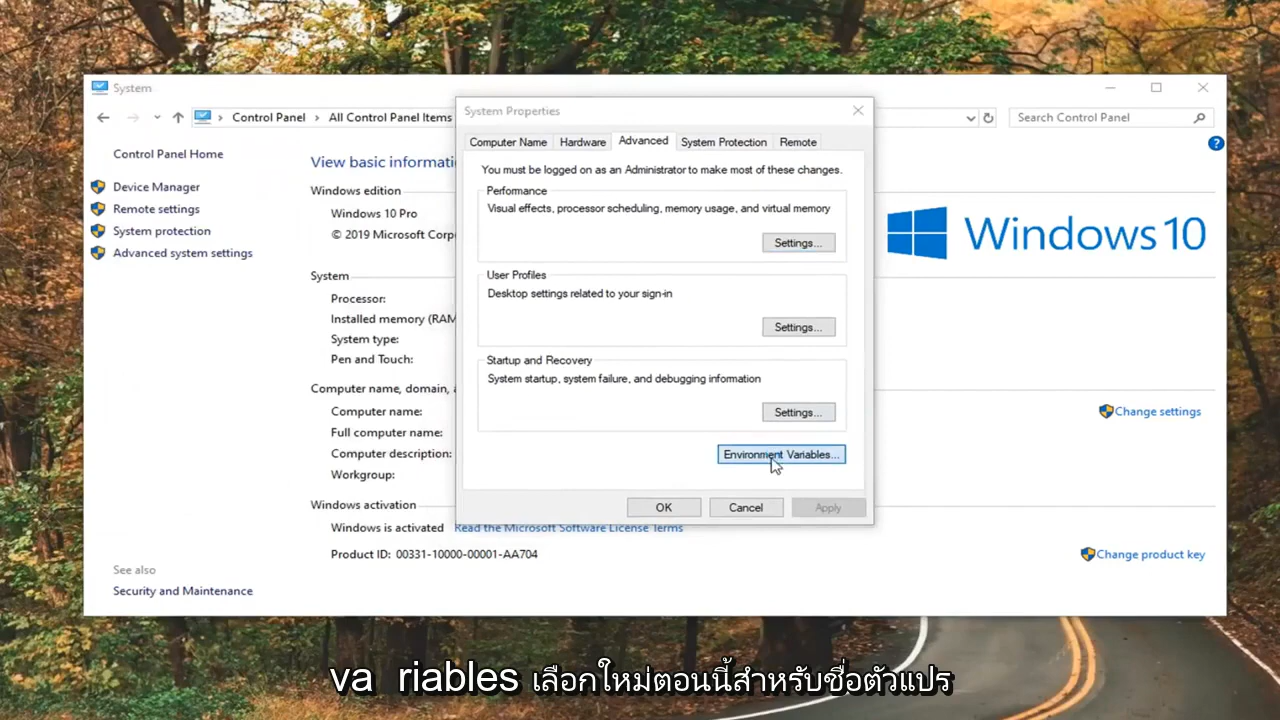 System
Control Panel
All Control Panel Items
Search Control Panel
Control Panel Home
Device Manager
Remote settings
System protection
Advanced system settings
See also
Security and Maintenance
View basic informati
Windows edition
Windows 10 Pro
© 2019 Microsoft Corp
System
Processor:
Installed memory (RAM
System type:
Pen and Touch:
Computer name, domain, a
Computer name:
Full computer name:
Computer description:
Workgroup:
Windows activation
Windows is activated Read the Microsoft Software License Terms
Product ID: 00331-10000-00001-AA704
Windows 10
Change settings
Change product key
System Properties
Computer Name Hardware Advanced System Protection Remote
You must be logged on as an Administrator to make most of these changes.
Performance
Visual effects, processor scheduling, memory usage, and virtual memory
Settings...
User Profiles
Desktop settings related to your sign-in
Settings...
Startup and Recovery
System startup, system failure, and debugging information
Settings...
Environment Variables...
OK Cancel Apply
va riables เลือกใหม่ตอนนี้สำหรับชื่อตัวแปร